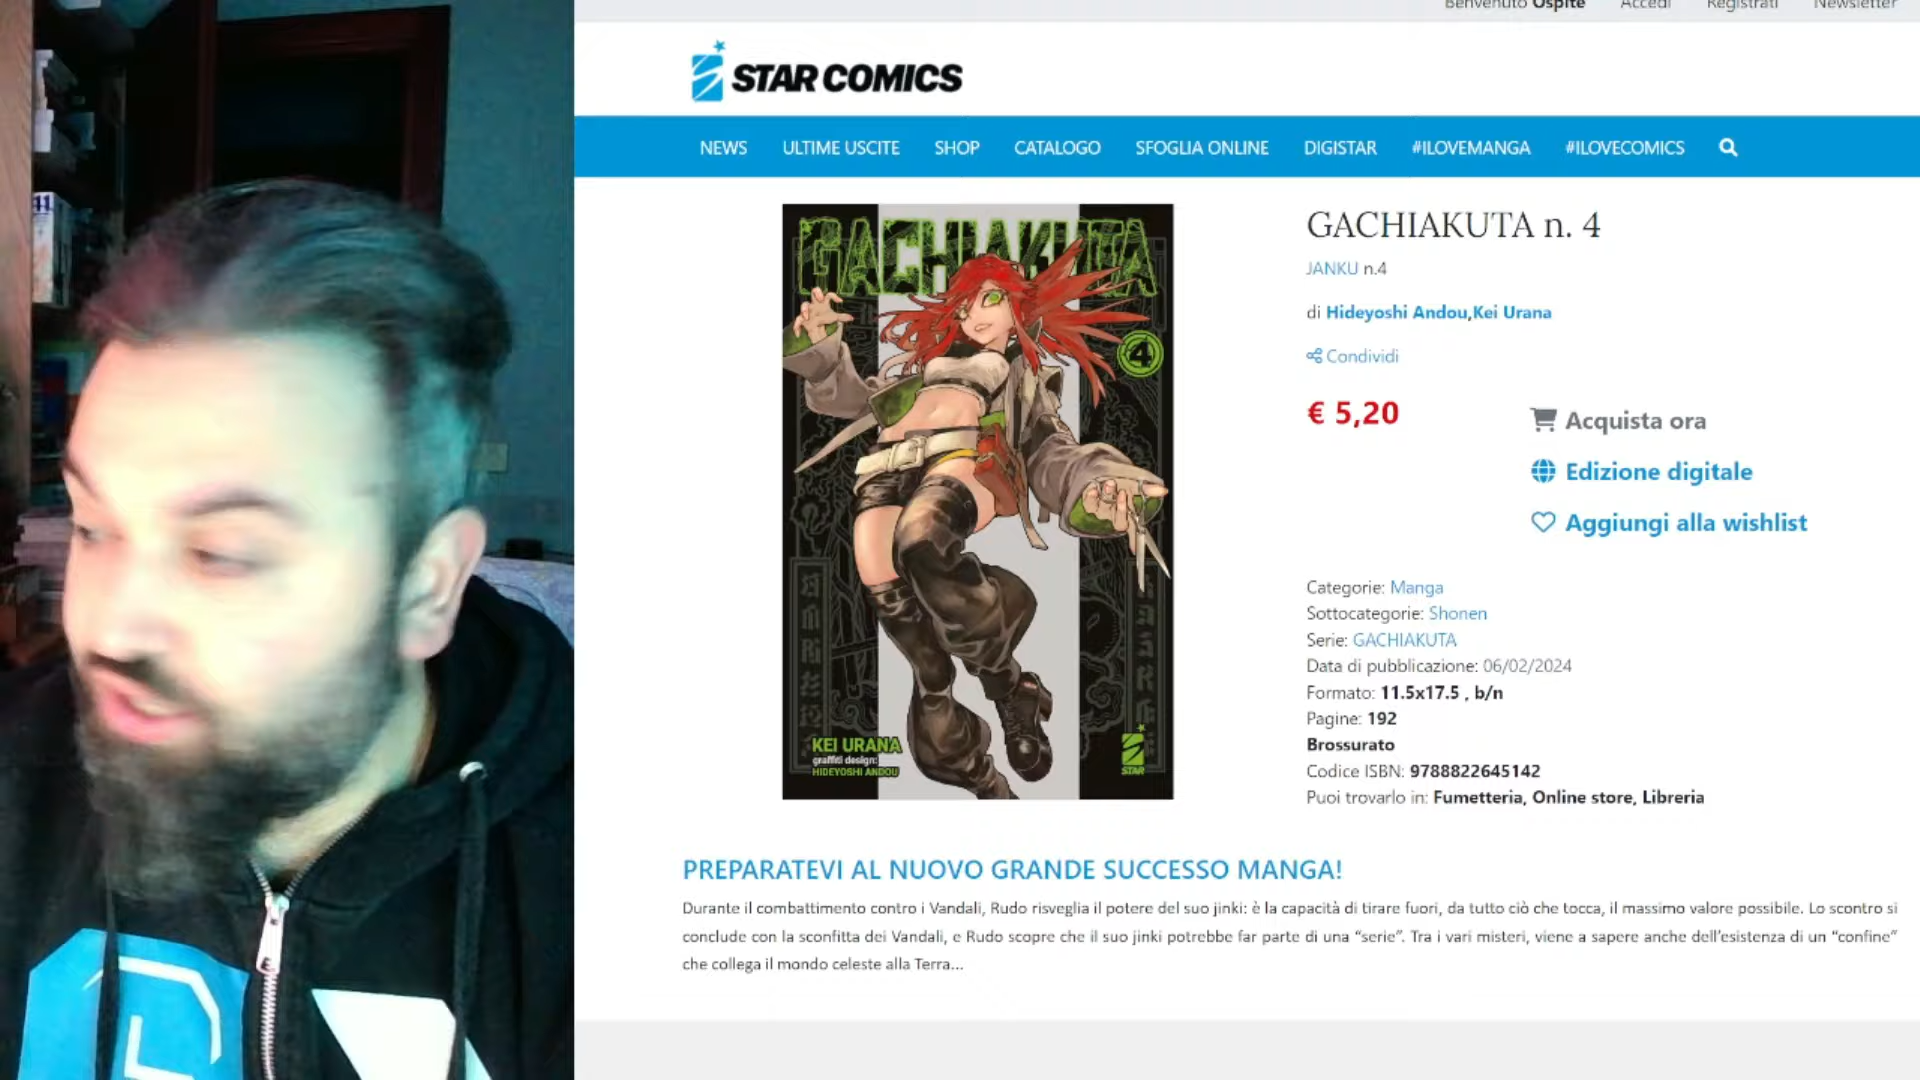 Benvenuto Ospite Accedi Registrati Newsletter
STAR COMICS
NEWS ULTIME USCITE SHOP CATALOGO SFOGLIA ONLINE DIGISTAR #ILOVEMANGA #ILOVECOMICS
41
GACHIAKUTA
4
KEI URANA
graffiti design:
HIDEYOSHI ANDOU
STAR
GACHIAKUTA n. 4
JANKU n.4
di Hideyoshi Andou,Kei Urana
Condividi
€ 5,20
Acquista ora
Edizione digitale
Aggiungi alla wishlist
Categorie: Manga
Sottocategorie: Shonen
Serie: GACHIAKUTA
Data di pubblicazione: 06/02/2024
Formato: 11.5x17.5 , b/n
Pagine: 192
Brossurato
Codice ISBN: 9788822645142
Puoi trovarlo in: Fumetteria, Online store, Libreria
PREPARATEVI AL NUOVO GRANDE SUCCESSO MANGA!
Durante il combattimento contro i Vandali, Rudo risveglia il potere del suo jinki: è la capacità di tirare fuori, da tutto ciò che tocca, il massimo valore possibile. Lo scontro si
conclude con la sconfitta dei Vandali, e Rudo scopre che il suo jinki potrebbe far parte di una “serie”. Tra i vari misteri, viene a sapere anche dell’esistenza di un “confine”
che collega il mondo celeste alla Terra...